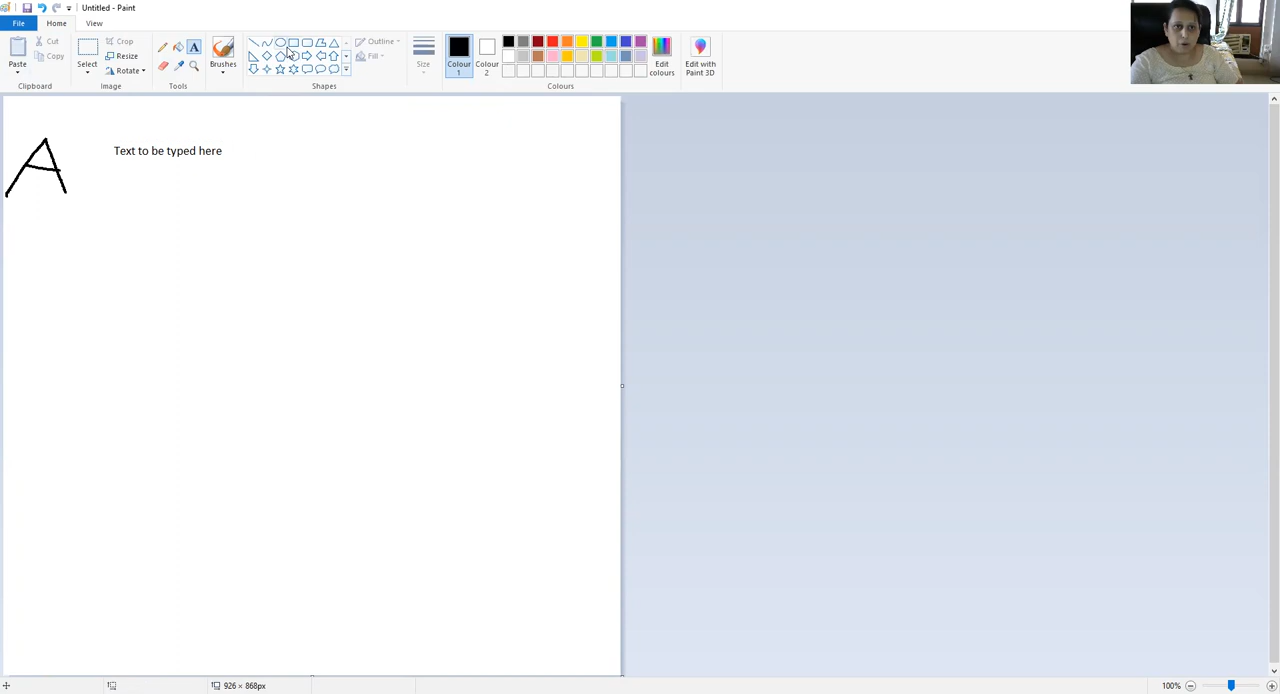 Untitled - Paint
File
Home
View
Paste
Cut
Copy
Clipboard
Select
Crop
Resize
Rotate
Image
A
Tools
Brushes
Shapes
Outline
Fill
Size
Colour
1
Colour
2
Edit
colours
Colours
Edit with
Paint 3D
A
Text to be typed here
926 × 868px
100%